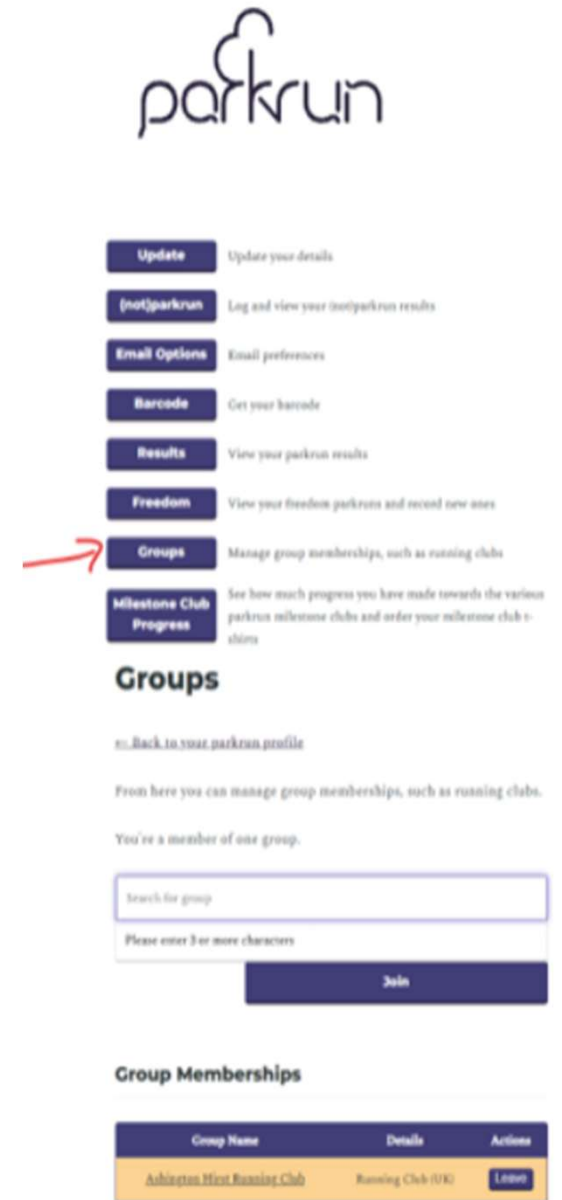 parkrun
Update Update your details
(not)parkrun Log and view your (not)parkrun results
Email Options Email preferences
Barcode Get your barcode
Results View your parkrun results
Freedom View your freedom parkruns and record new ones
Groups Manage group memberships, such as running clubs
Milestone Club Progress See how much progress you have made towards the various
parkrun milestone clubs and order your milestone club t-
shirts
Groups
← Back to your parkrun profile
From here you can manage group memberships, such as running clubs.
You're a member of one group.
Search for group
Please enter 3 or more characters
Join
Group Memberships
Group Name Details Actions
Ashington Hirst Running Club Running Club (UK) Leave